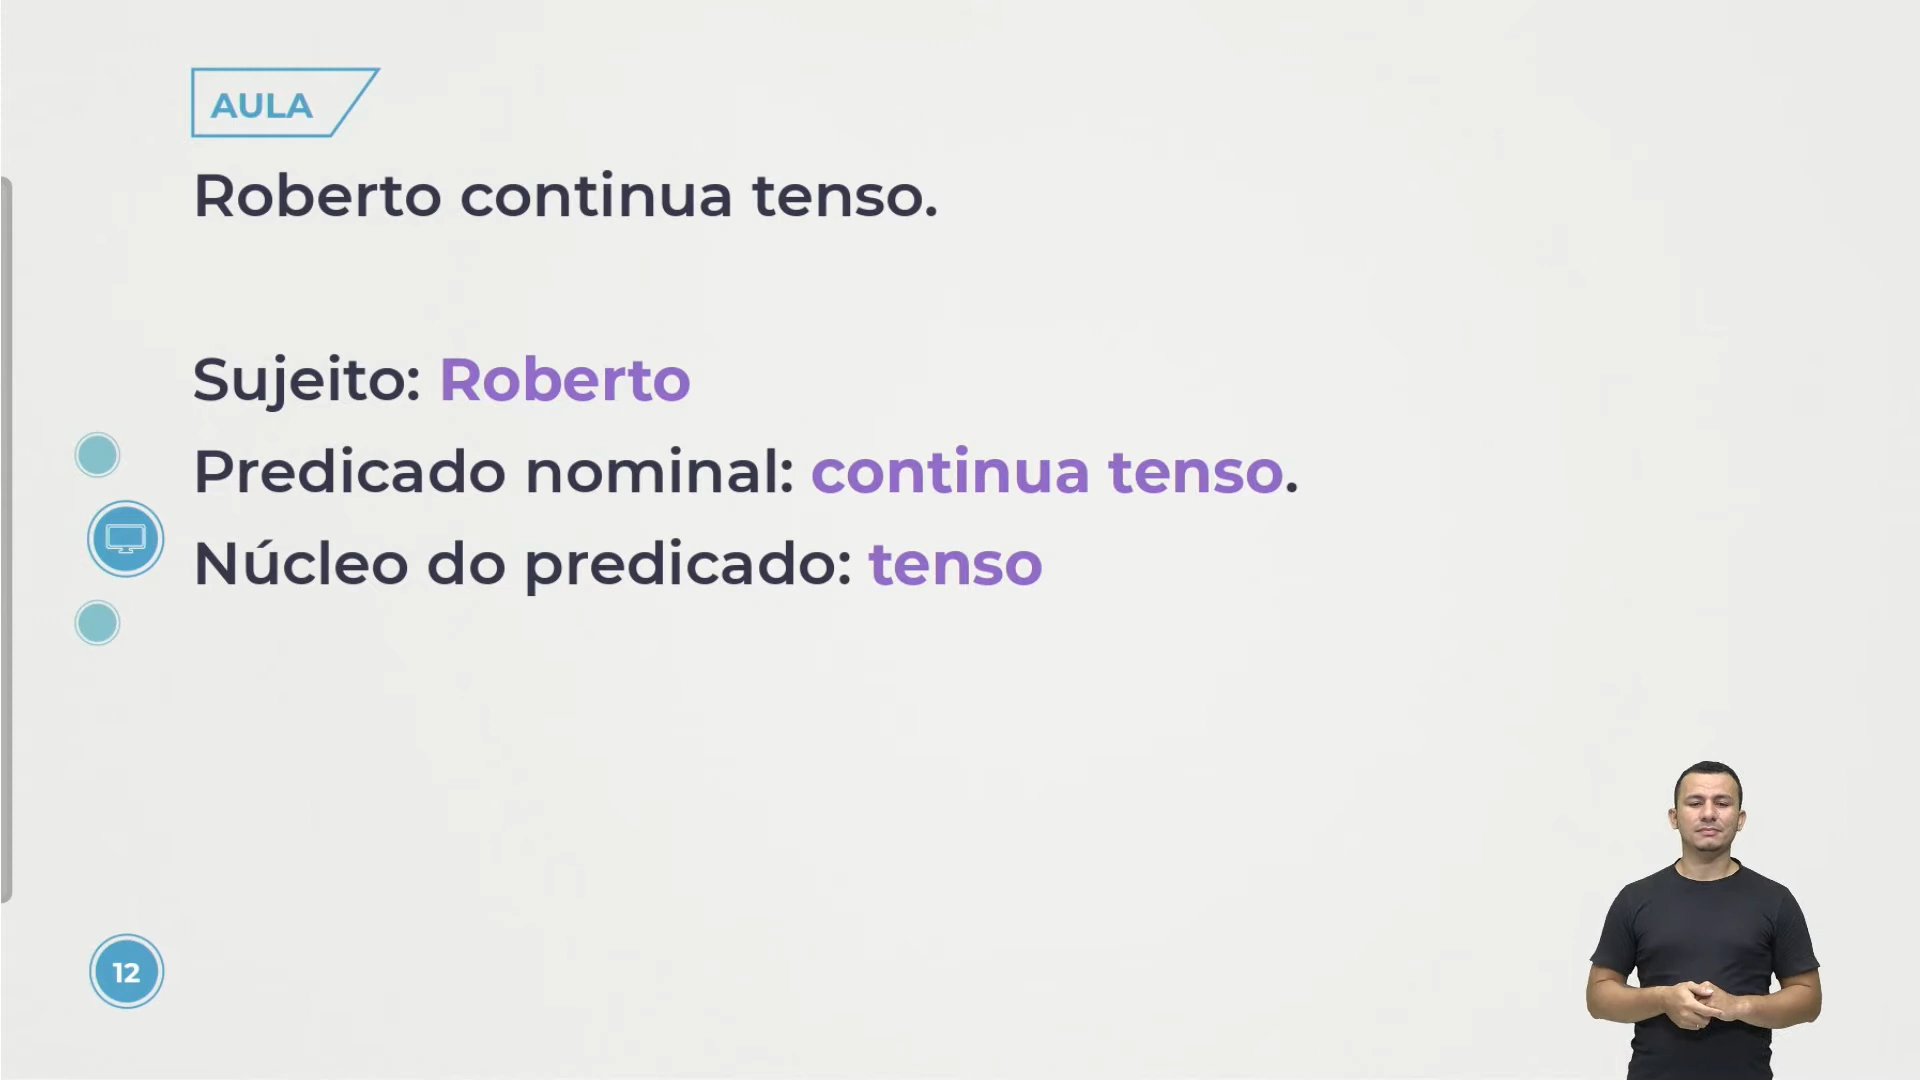 AULA
Roberto continua tenso.
Sujeito: Roberto
Predicado nominal: continua tenso.
Núcleo do predicado: tenso
12